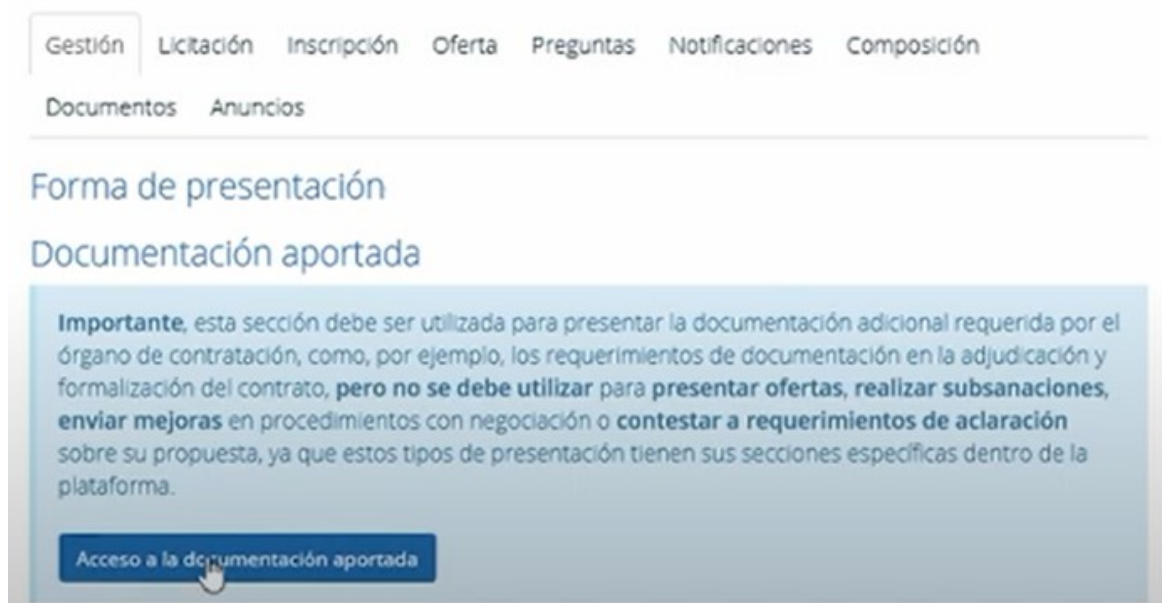 Gestión Licitación Inscripción Oferta Preguntas Notificaciones Composición
Documentos Anuncios
Forma de presentación
Documentación aportada
Importante, esta sección debe ser utilizada para presentar la documentación adicional requerida por el
órgano de contratación, como, por ejemplo, los requerimientos de documentación en la adjudicación y
formalización del contrato, pero no se debe utilizar para presentar ofertas, realizar subsanaciones,
enviar mejoras en procedimientos con negociación o contestar a requerimientos de aclaración
sobre su propuesta, ya que estos tipos de presentación tienen sus secciones específicas dentro de la
plataforma.
Acceso a la documentación aportada